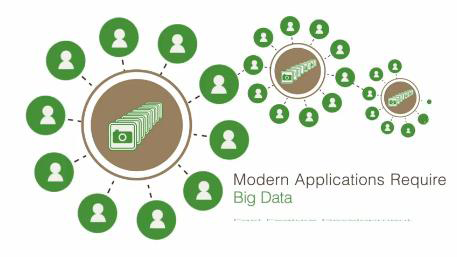 Modern Applications Require
Big Data